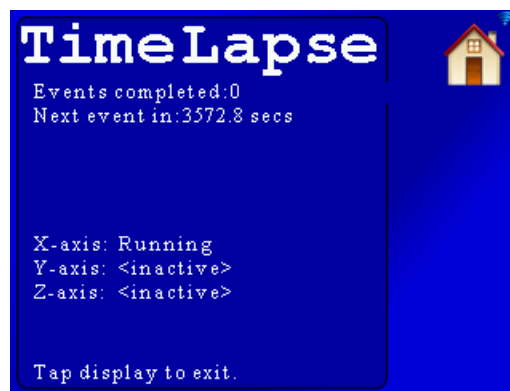 TimeLapse
Events completed:0
Next event in:3572.8 secs
X-axis: Running
Y-axis: <inactive>
Z-axis: <inactive>
Tap display to exit.